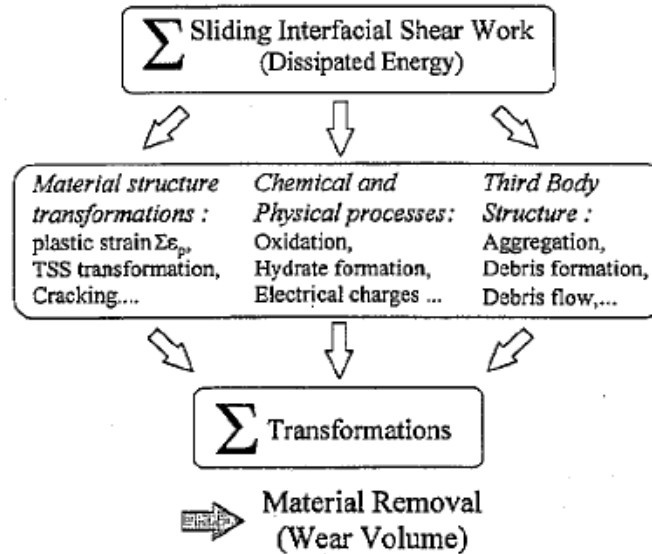 ∑ Sliding Interfacial Shear Work
(Dissipated Energy)
Material structure
transformations :
plastic strain Σεp,
TSS transformation,
Cracking....
Chemical and
Physical processes:
Oxidation,
Hydrate formation,
Electrical charges ...
Third Body
Structure :
Aggregation,
Debris formation,
Debris flow,...
∑ Transformations
Material Removal
(Wear Volume)